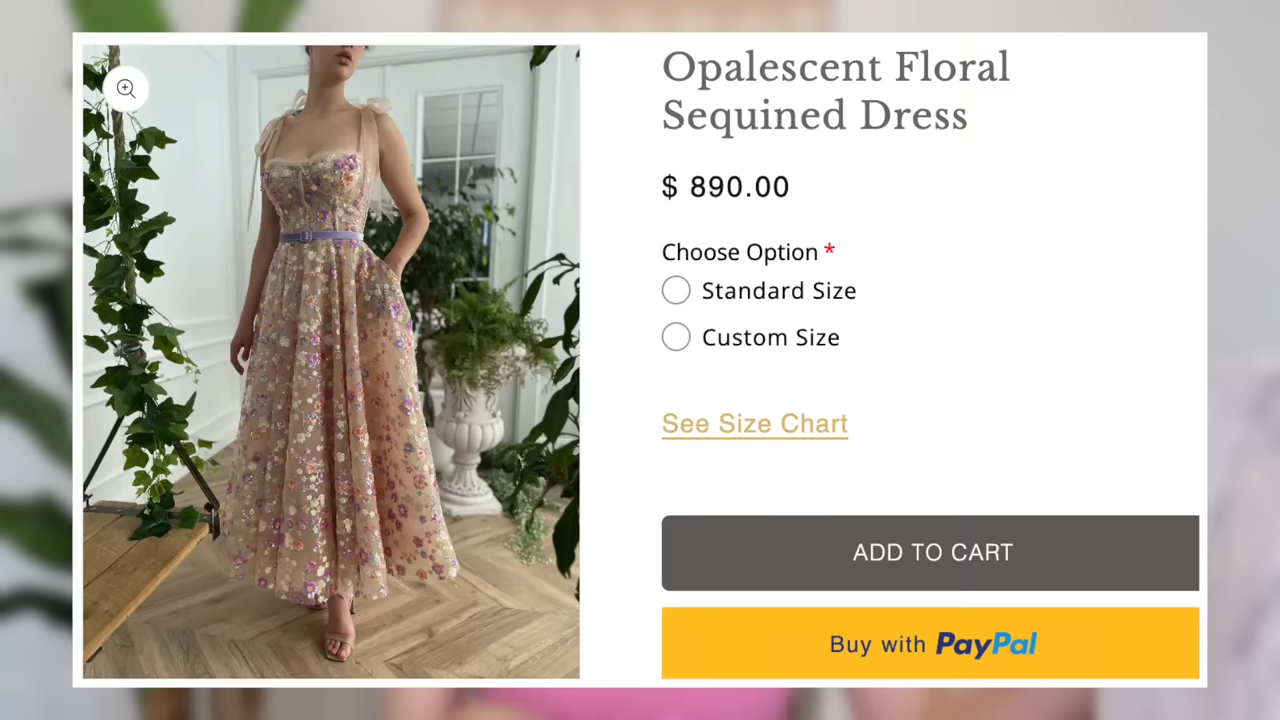 Opalescent Floral
Sequined Dress
$ 890.00
Choose Option *
Standard Size
Custom Size
See Size Chart
ADD TO CART
Buy with PayPal